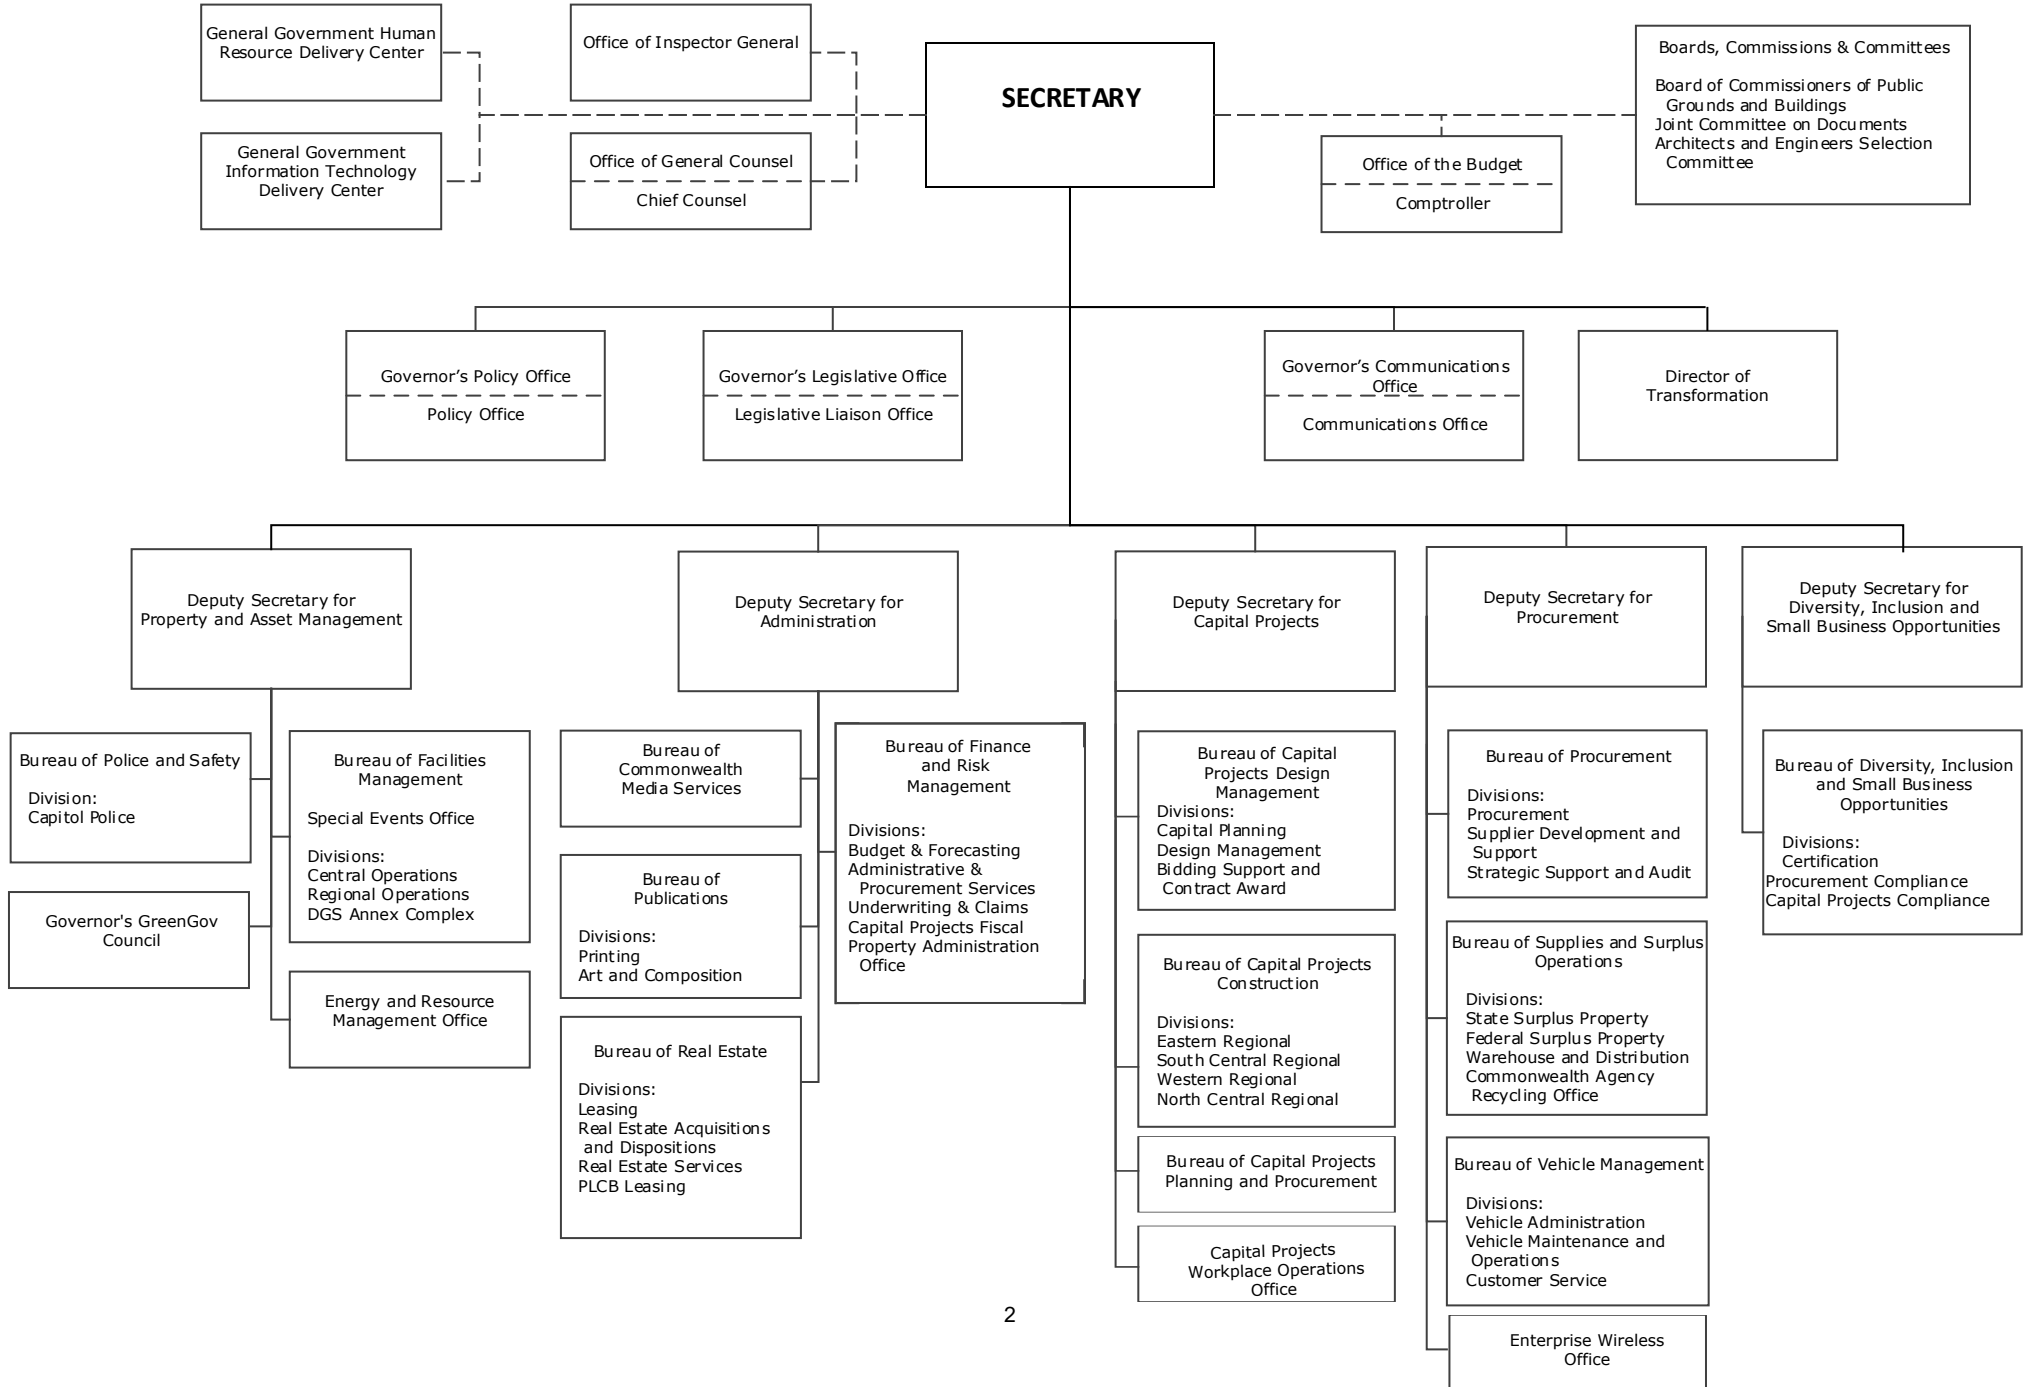 General Government Human
Resource Delivery Center
Office of Inspector General
SECRETARY
Boards, Commissions & Committees
Board of Commissioners of Public
Grounds and Buildings
Joint Committee on Documents
Architects and Engineers Selection
Committee
General Government
Information Technology
Delivery Center
Office of General Counsel
Chief Counsel
Office of the Budget
Comptroller
Governor’s Policy Office
Policy Office
Governor’s Legislative Office
Legislative Liaison Office
Governor’s Communications
Office
Communications Office
Director of
Transformation
Deputy Secretary for
Property and Asset Management
Deputy Secretary for
Administration
Deputy Secretary for
Capital Projects
Deputy Secretary for
Procurement
Deputy Secretary for
Diversity, Inclusion and
Small Business Opportunities
Bureau of Police and Safety
Division:
Capitol Police
Governor's GreenGov
Council
Bureau of Facilities
Management
Special Events Office
Divisions:
Central Operations
Regional Operations
DGS Annex Complex
Energy and Resource
Management Office
Bureau of
Commonwealth
Media Services
Bureau of
Publications
Divisions:
Printing
Art and Composition
Bureau of Real Estate
Divisions:
Leasing
Real Estate Acquisitions
and Dispositions
Real Estate Services
PLCB Leasing
Bureau of Finance
and Risk
Management
Divisions:
Budget & Forecasting
Administrative &
Procurement Services
Underwriting & Claims
Capital Projects Fiscal
Property Administration
Office
Bureau of Capital
Projects Design
Management
Divisions:
Capital Planning
Design Management
Bidding Support and
Contract Award
Bureau of Capital Projects
Construction
Divisions:
Eastern Regional
South Central Regional
Western Regional
North Central Regional
Bureau of Capital Projects
Planning and Procurement
Capital Projects
Workplace Operations
Office
Bureau of Procurement
Divisions:
Procurement
Supplier Development and
Support
Strategic Support and Audit
Bureau of Supplies and Surplus
Operations
Divisions:
State Surplus Property
Federal Surplus Property
Warehouse and Distribution
Commonwealth Agency
Recycling Office
Bureau of Vehicle Management
Divisions:
Vehicle Administration
Vehicle Maintenance and
Operations
Customer Service
Enterprise Wireless
Office
Bureau of Diversity, Inclusion
and Small Business
Opportunities
Divisions:
Certification
Procurement Compliance
Capital Projects Compliance
2